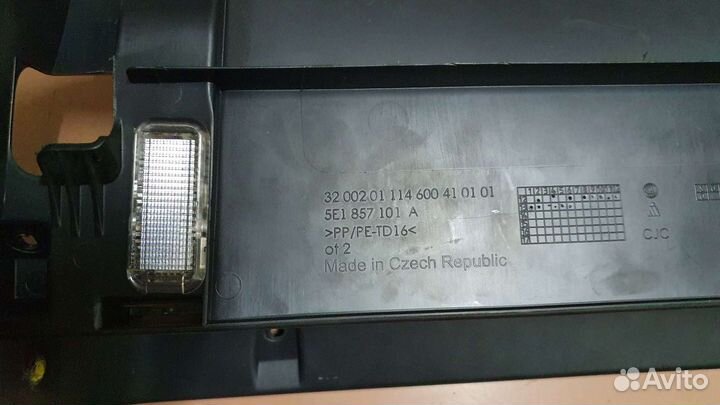 32 002 01 114 600 41 01 01
5E1 857 101 A
>PP/PE-TD16<
of 2
Made in Czech Republic
CJC
Avito